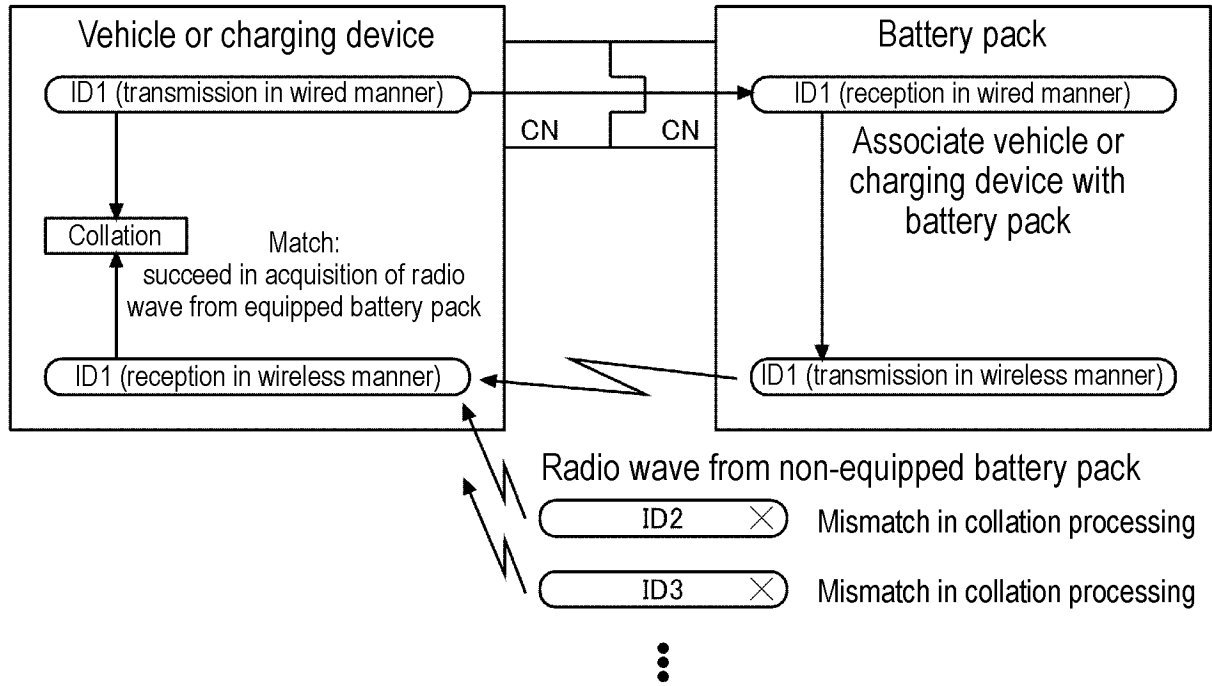 Vehicle or charging device
ID1 (transmission in wired manner)
Collation
Match:
succeed in acquisition of radio
wave from equipped battery pack
ID1 (reception in wireless manner)
CN
CN
Battery pack
ID1 (reception in wired manner)
Associate vehicle or
charging device with
battery pack
ID1 (transmission in wireless manner)
Radio wave from non-equipped battery pack
ID2
Mismatch in collation processing
ID3
Mismatch in collation processing